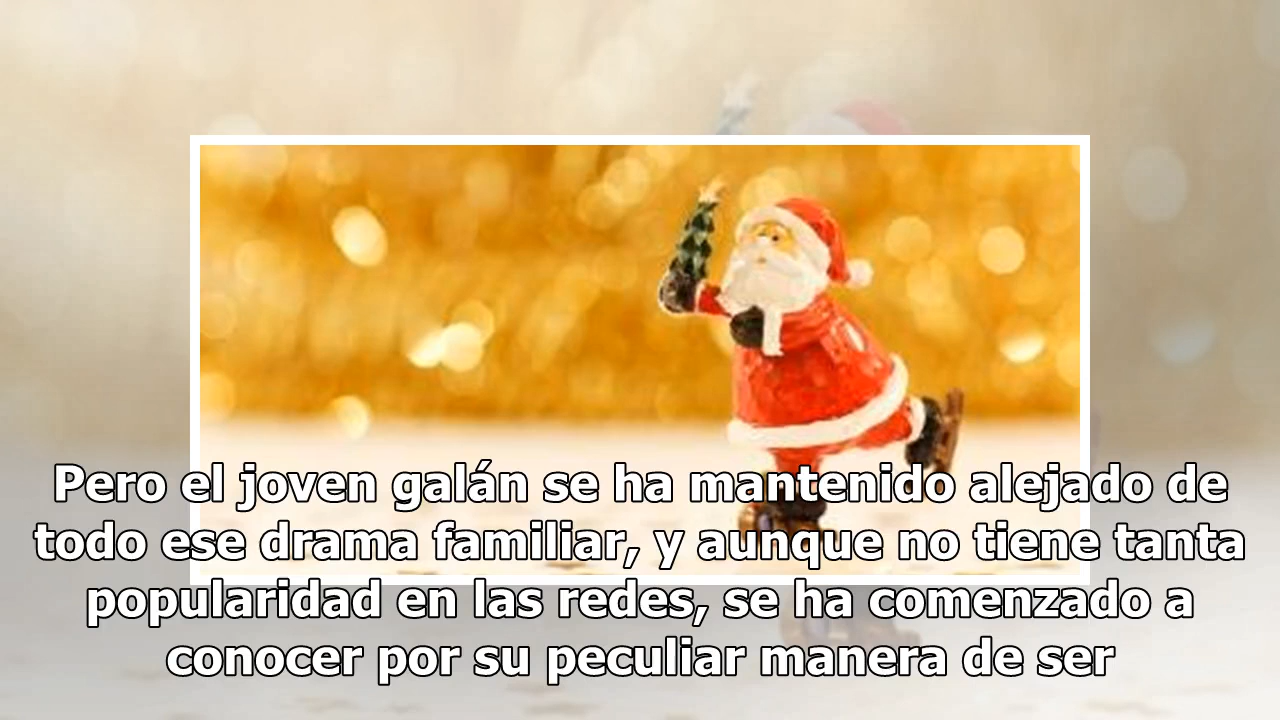 Pero el joven galán se ha mantenido alejado de
todo ese drama familiar, y aunque no tiene tanta
popularidad en las redes, se ha comenzado a
conocer por su peculiar manera de ser